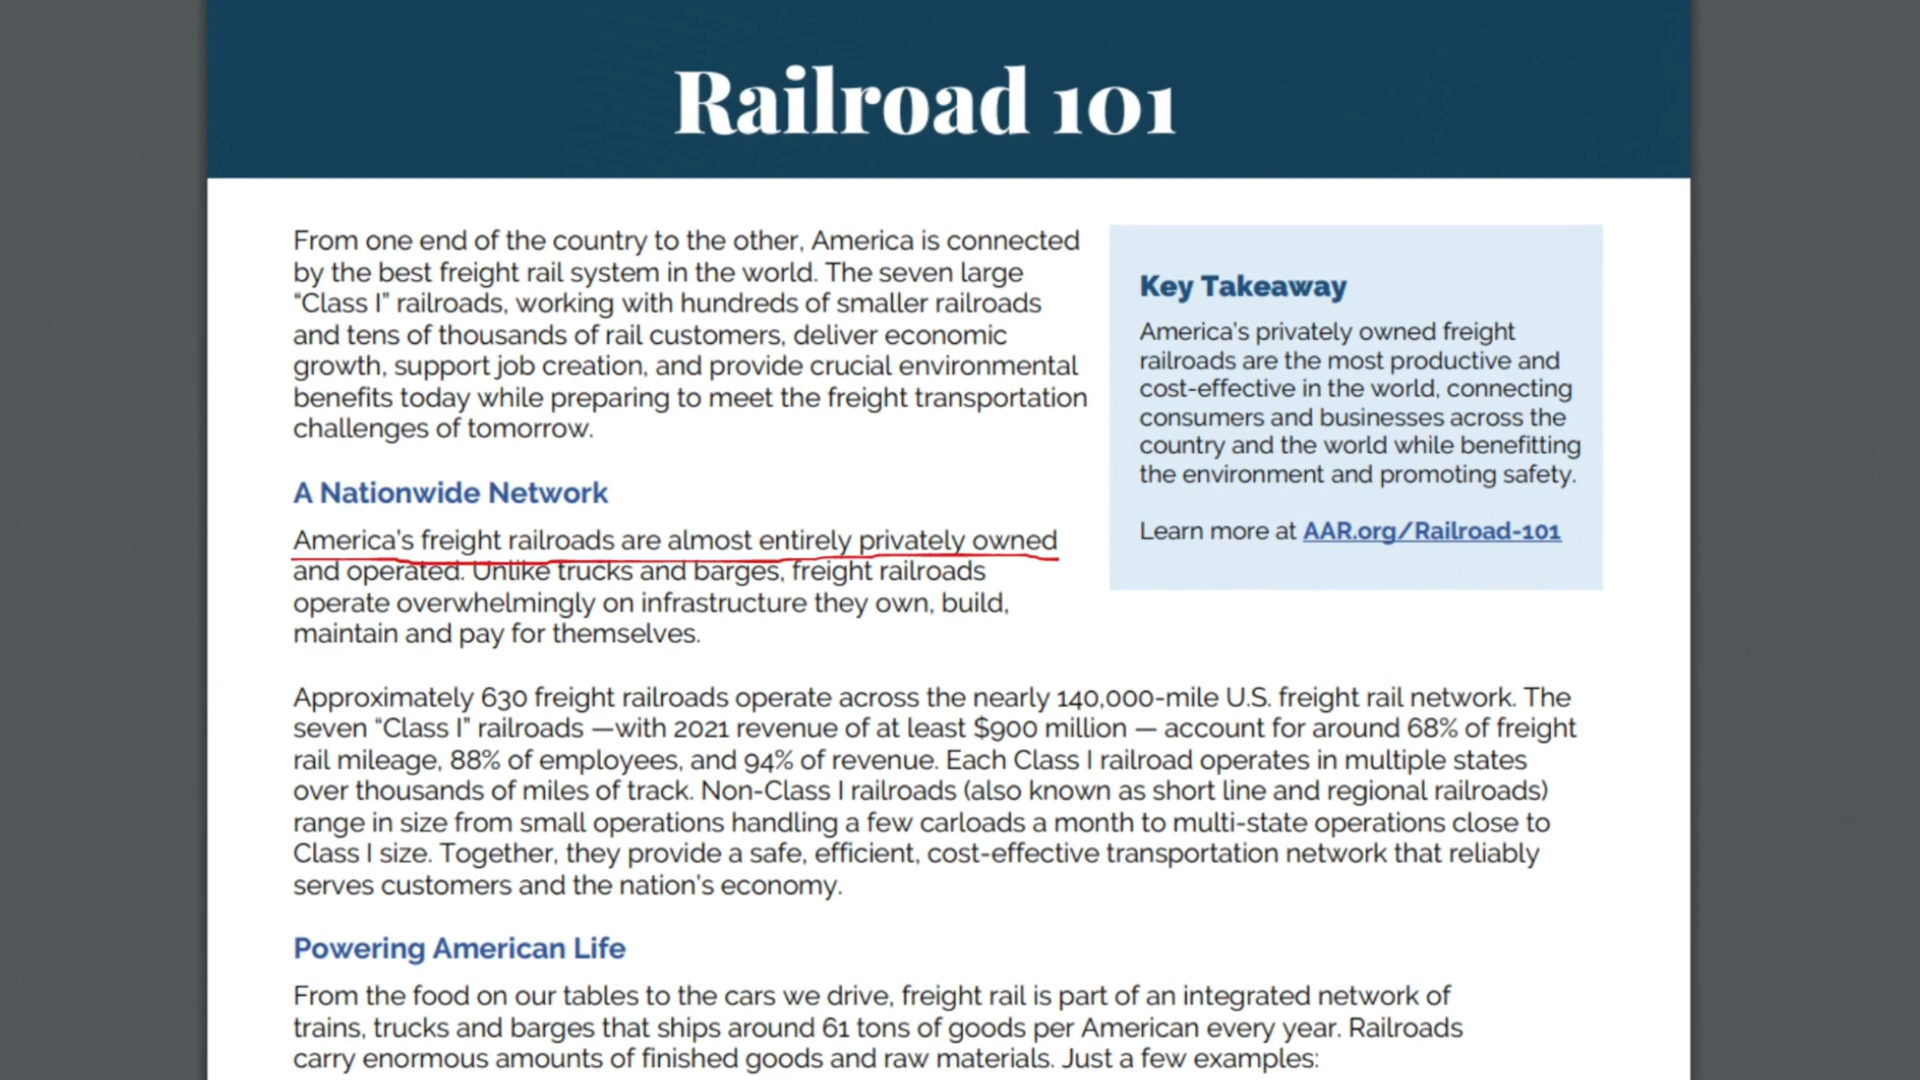 Railroad 101
From one end of the country to the other, America is connected
by the best freight rail system in the world. The seven large
“Class I” railroads, working with hundreds of smaller railroads
and tens of thousands of rail customers, deliver economic
growth, support job creation, and provide crucial environmental
benefits today while preparing to meet the freight transportation
challenges of tomorrow.
Key Takeaway
America’s privately owned freight
railroads are the most productive and
cost-effective in the world, connecting
consumers and businesses across the
country and the world while benefitting
the environment and promoting safety.
Learn more at AAR.org/Railroad-101
A Nationwide Network
America’s freight railroads are almost entirely privately owned
and operated. Unlike trucks and barges, freight railroads
operate overwhelmingly on infrastructure they own, build,
maintain and pay for themselves.
Approximately 630 freight railroads operate across the nearly 140,000-mile U.S. freight rail network. The
seven “Class I” railroads —with 2021 revenue of at least $900 million — account for around 68% of freight
rail mileage, 88% of employees, and 94% of revenue. Each Class I railroad operates in multiple states
over thousands of miles of track. Non-Class I railroads (also known as short line and regional railroads)
range in size from small operations handling a few carloads a month to multi-state operations close to
Class I size. Together, they provide a safe, efficient, cost-effective transportation network that reliably
serves customers and the nation’s economy.
Powering American Life
From the food on our tables to the cars we drive, freight rail is part of an integrated network of
trains, trucks and barges that ships around 61 tons of goods per American every year. Railroads
carry enormous amounts of finished goods and raw materials. Just a few examples: